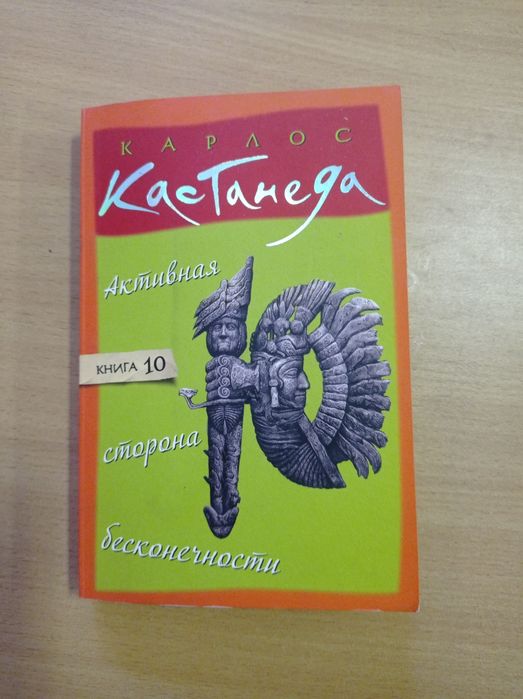 КАРЛОС
Кастанеда
Активная
КНИГА 10
сторона
бесконечности